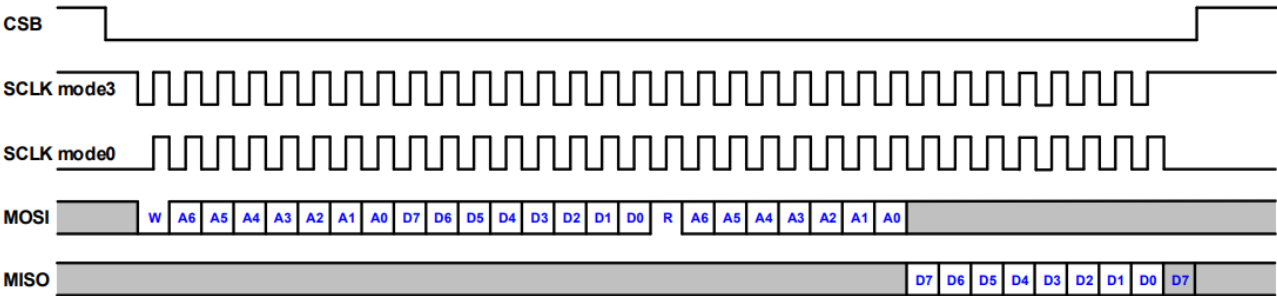 CSB
SCLK mode3
SCLK mode0
MOSI W A6 A5 A4 A3 A2 A1 A0 D7 D6 D5 D4 D3 D2 D1 D0 R A6 A5 A4 A3 A2 A1 A0
MISO D7 D6 D5 D4 D3 D2 D1 D0 D7